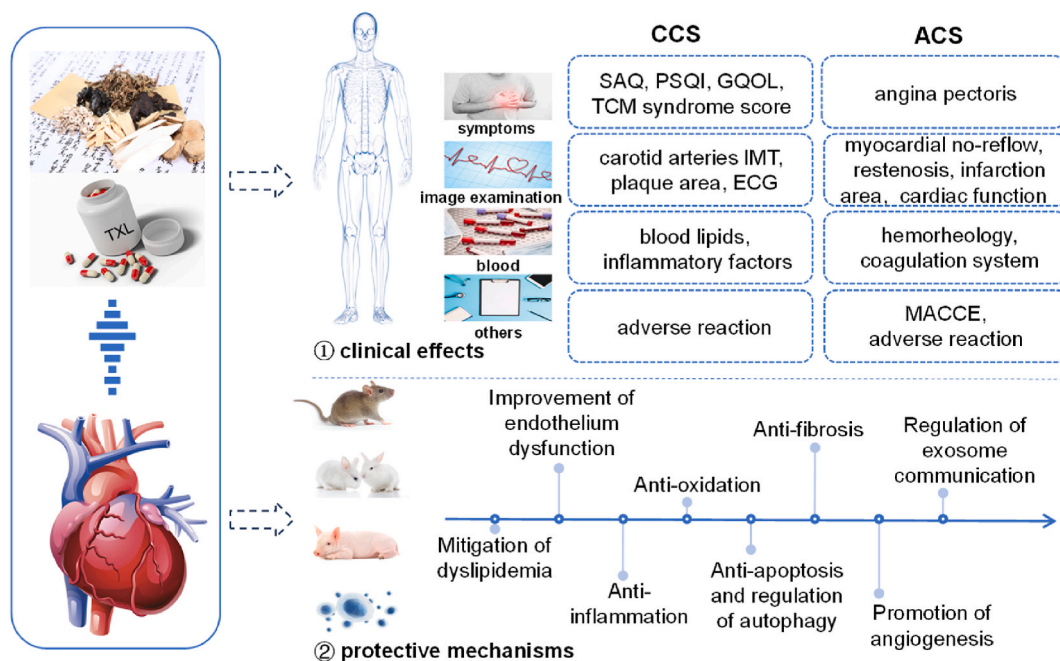 TXL
CCS
ACS
symptoms
SAQ, PSQI, GQOL,
TCM syndrome score
angina pectoris
image examination
carotid arteries IMT,
plaque area, ECG
myocardial no-reflow,
restenosis, infarction
area, cardiac function
blood
blood lipids,
inflammatory factors
hemorheology,
coagulation system
others
adverse reaction
MACCE,
adverse reaction
① clinical effects
Mitigation of
dyslipidemia
Improvement of
endothelium
dysfunction
Anti-
inflammation
Anti-oxidation
Anti-apoptosis
and regulation
of autophagy
Anti-fibrosis
Promotion of
angiogenesis
Regulation of
exosome
communication
② protective mechanisms